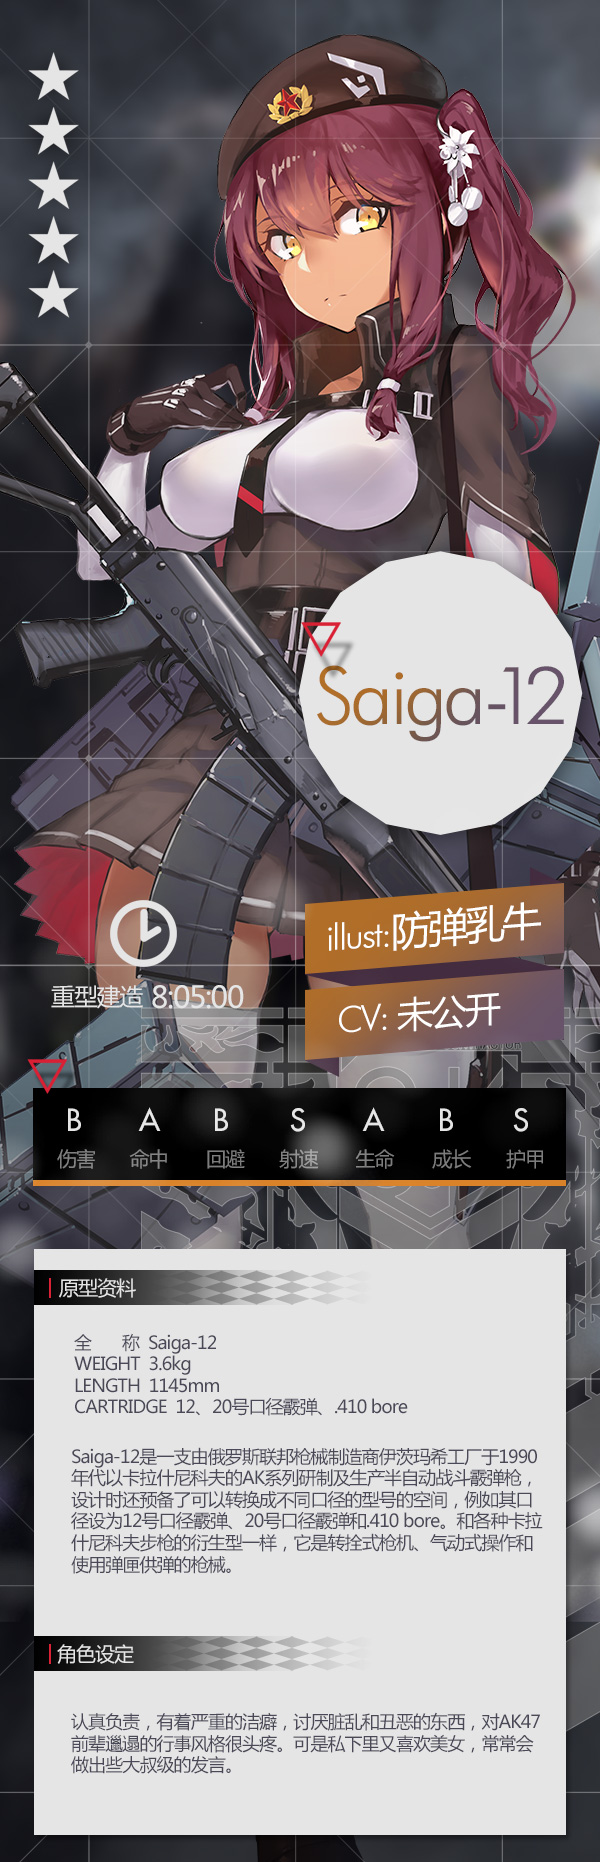 Saiga-12
illust:防弹乳牛
CV: 未公开
重型建造 8:05:00
B A B S A B S
伤害 命中 回避 射速 生命 成长 护甲
原型资料
全 称 Saiga-12
WEIGHT 3.6kg
LENGTH 1145mm
CARTRIDGE 12、20号口径霰弹、.410 bore
Saiga-12是一支由俄罗斯联邦枪械制造商伊茨玛希工厂于1990
年代以卡拉什尼科夫的AK系列研制及生产半自动战斗霰弹枪，
设计时还预备了可以转换成不同口径的型号的空间，例如其口
径设为12号口径霰弹、20号口径霰弹和.410 bore。和各种卡拉
什尼科夫步枪的衍生型一样，它是转拴式枪机、气动式操作和
使用弹匣供弹的枪械。
角色设定
认真负责，有着严重的洁癖，讨厌脏乱和丑恶的东西，对AK47
前辈邋遢的行事风格很头疼。可是私下里又喜欢美女，常常会
做出些大叔级的发言。